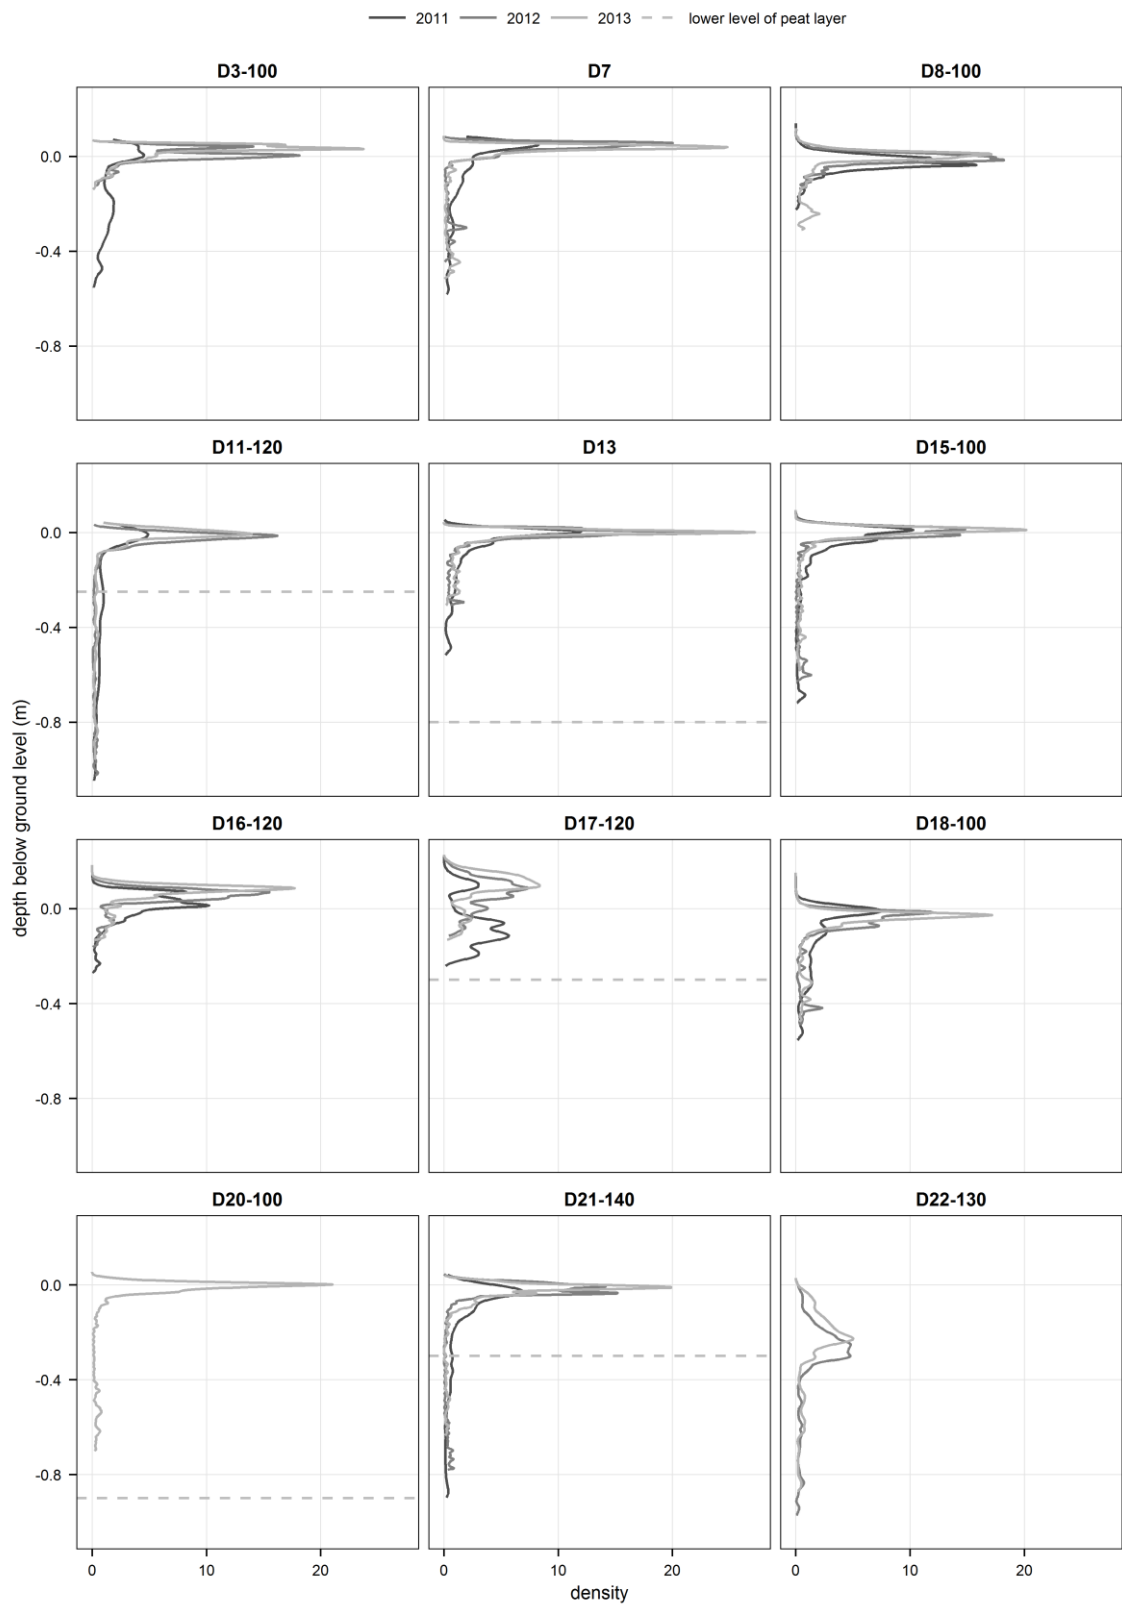 2011 2012 2013 lower level of peat layer
D3-100 D7 D8-100
0.0
-0.4
-0.8
D11-120 D13 D15-100
0.0
-0.4
-0.8
depth below ground level (m)
D16-120 D17-120 D18-100
0.0
-0.4
-0.8
D20-100 D21-140 D22-130
0.0
-0.4
-0.8
0 10 20 0 10 20 0 10 20
density